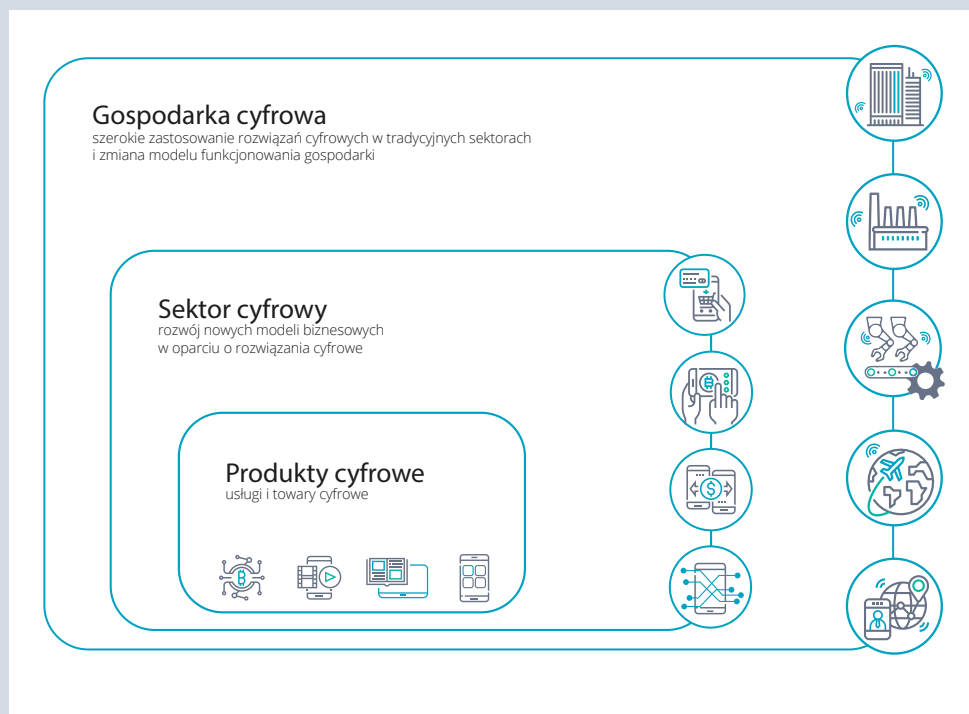 Gospodarka cyfrowa
szerokie zastosowanie rozwiązań cyfrowych w tradycyjnych sektorach
i zmiana modelu funkcjonowania gospodarki
Sektor cyfrowy
rozwój nowych modeli biznesowych
w oparciu o rozwiązania cyfrowe
Produkty cyfrowe
usługi i towary cyfrowe